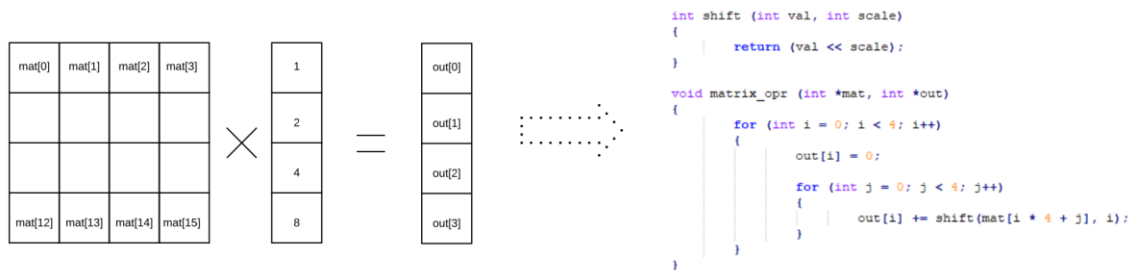 mat[0] mat[1] mat[2] mat[3]
mat[12] mat[13] mat[14] mat[15]
×
1
2
4
8
=
out[0]
out[1]
out[2]
out[3]
int shift (int val, int scale)
{
return (val << scale);
}
void matrix_opr (int *mat, int *out)
{
for (int i = 0; i < 4; i++)
{
out[i] = 0;
for (int j = 0; j < 4; j++)
{
out[i] += shift(mat[i * 4 + j], i);
}
}
}